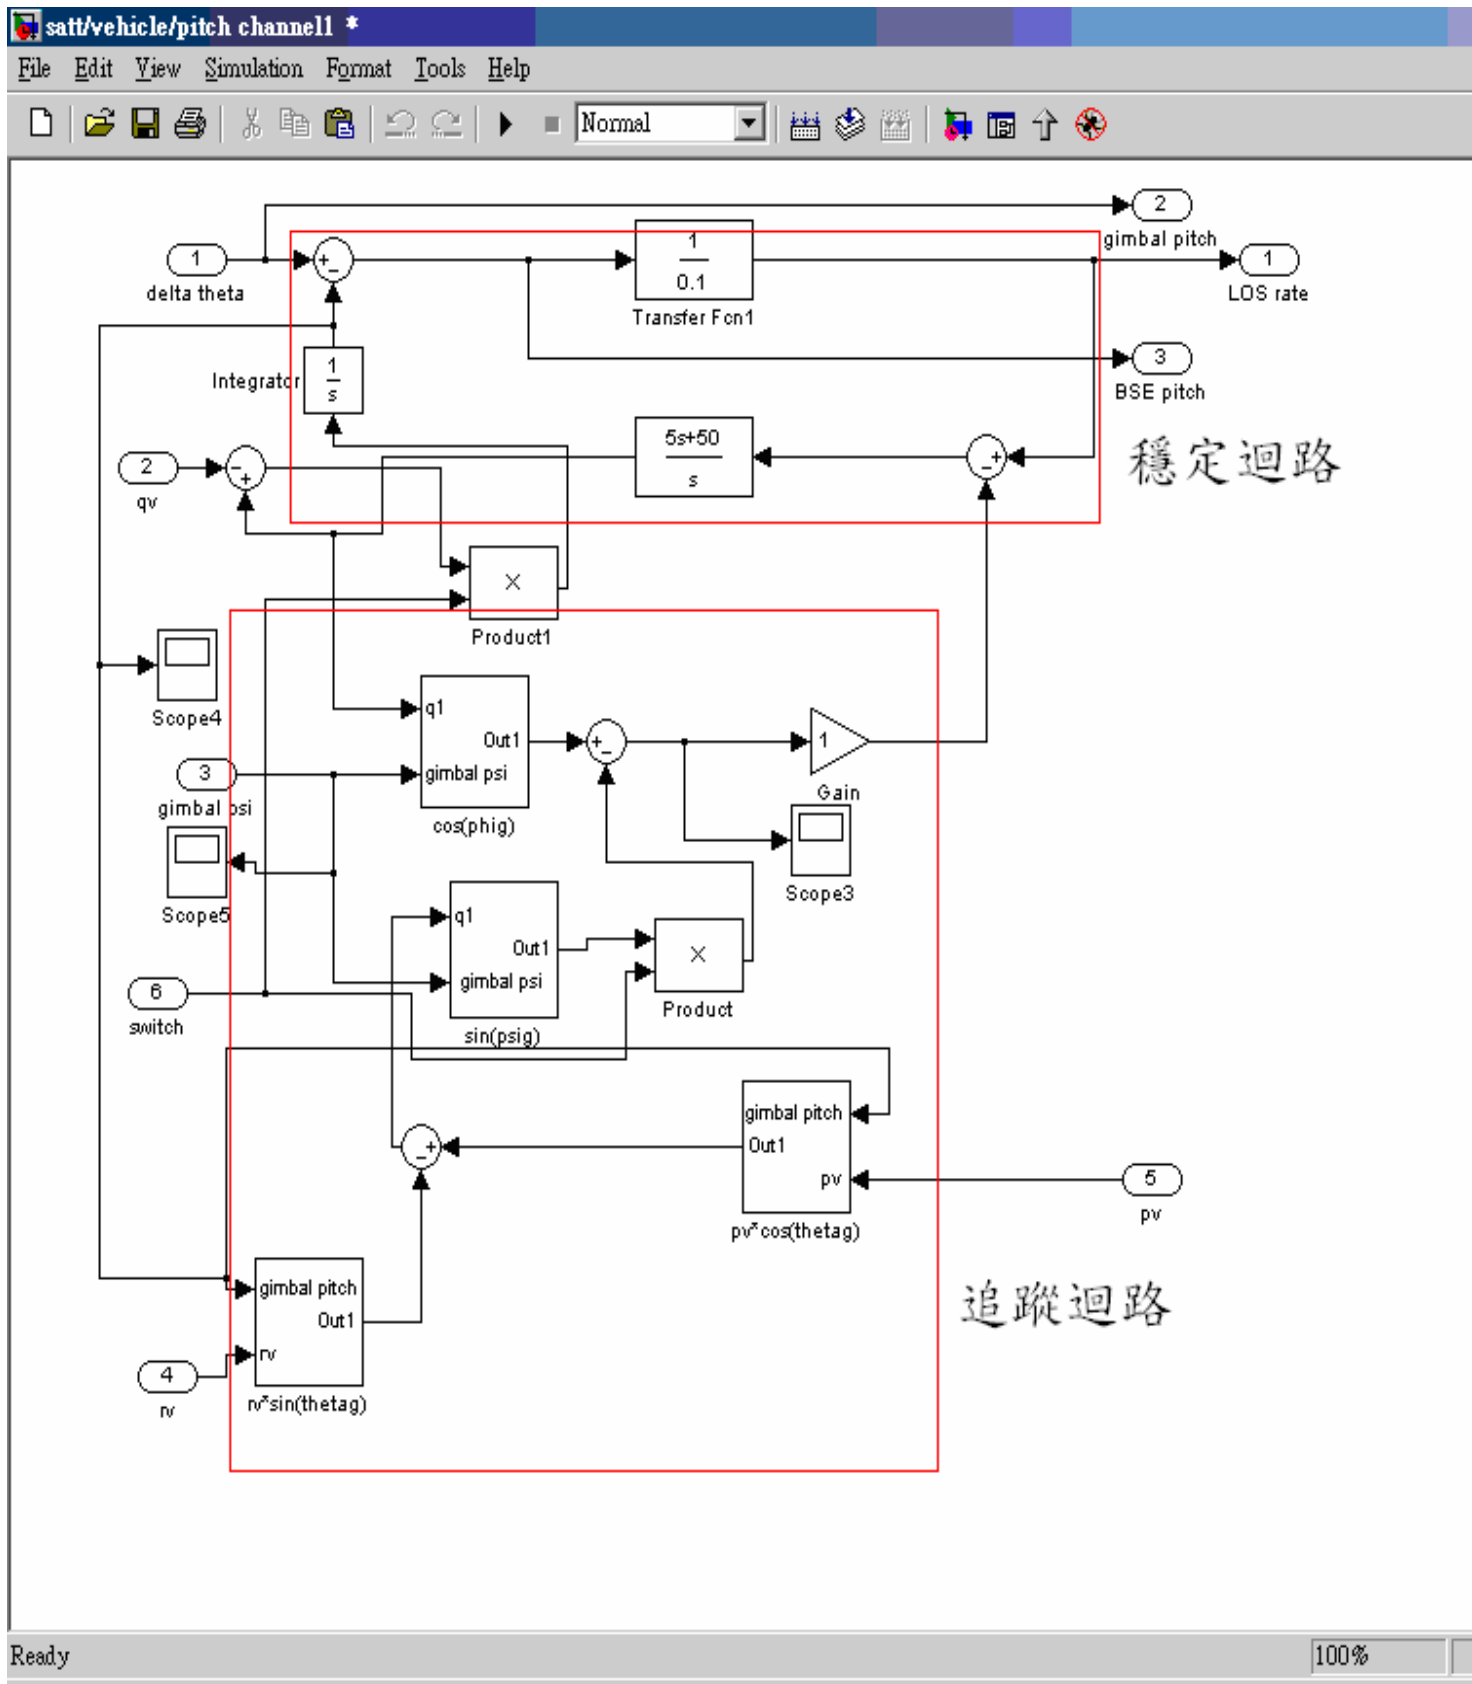 satt/vehicle/pitch channel1 *
File Edit View Simulation Format Tools Help
Normal
2
gimbal pitch
1
delta theta
+
-
1
0.1
Transfer Fcn1
1
LOS rate
Integrator
1
s
3
BSE pitch
2
qv
-
+
5s+50
s
-
+
穩定迴路
×
Product1
Scope4
q1
gimbal psi
Out1
cos(phig)
+
-
1
Gain
3
gimbal psi
Scope5
Scope3
q1
gimbal psi
Out1
sin(psig)
×
Product
6
switch
gimbal pitch
Out1
pv
pv*cos(thetag)
-
+
5
pv
gimbal pitch
Out1
rv
rv*sin(thetag)
追蹤迴路
4
rv
Ready
100%